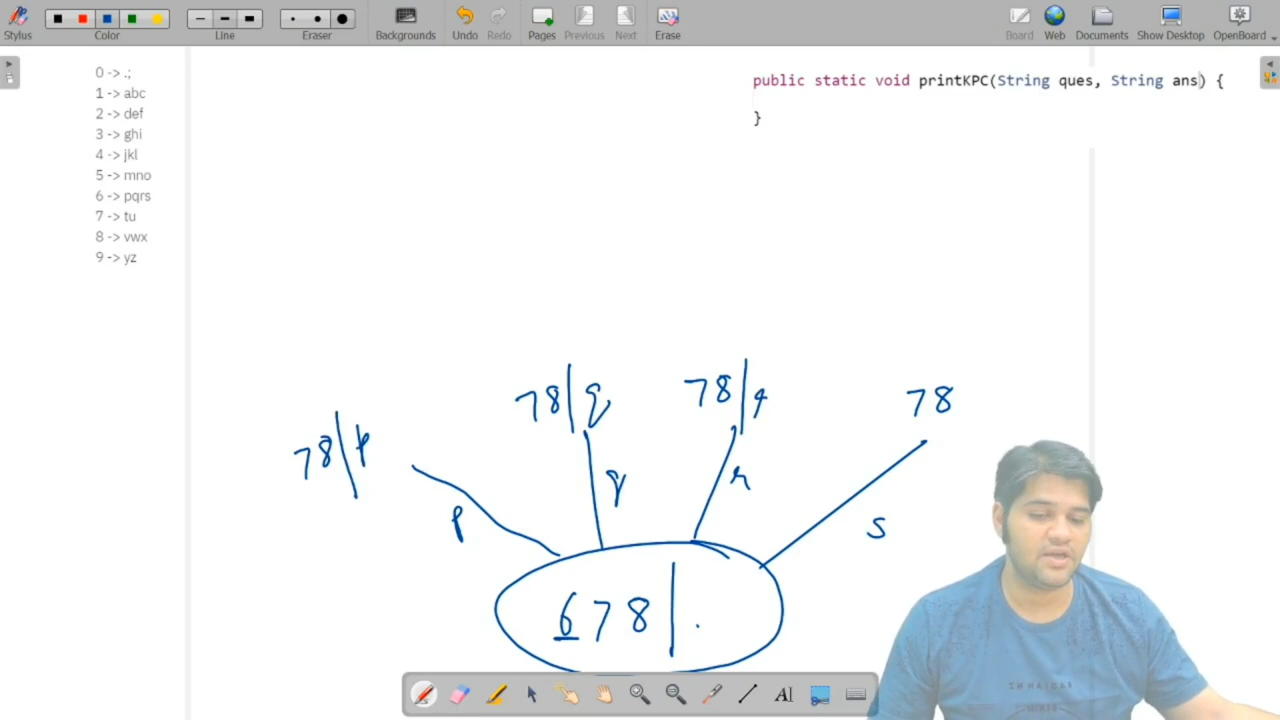 Stylus
Color
Line
Eraser
Backgrounds
Undo
Redo
Pages
Previous
Next
Erase
Board
Web
Documents
Show Desktop
OpenBoard
0 -> .;
1 -> abc
2 -> def
3 -> ghi
4 -> jkl
5 -> mno
6 -> pqrs
7 -> tu
8 -> vwx
9 -> yz
public static void printKPC(String ques, String ans) {
}
78|p
78|q
78|r
78
p
q
r
s
678|.